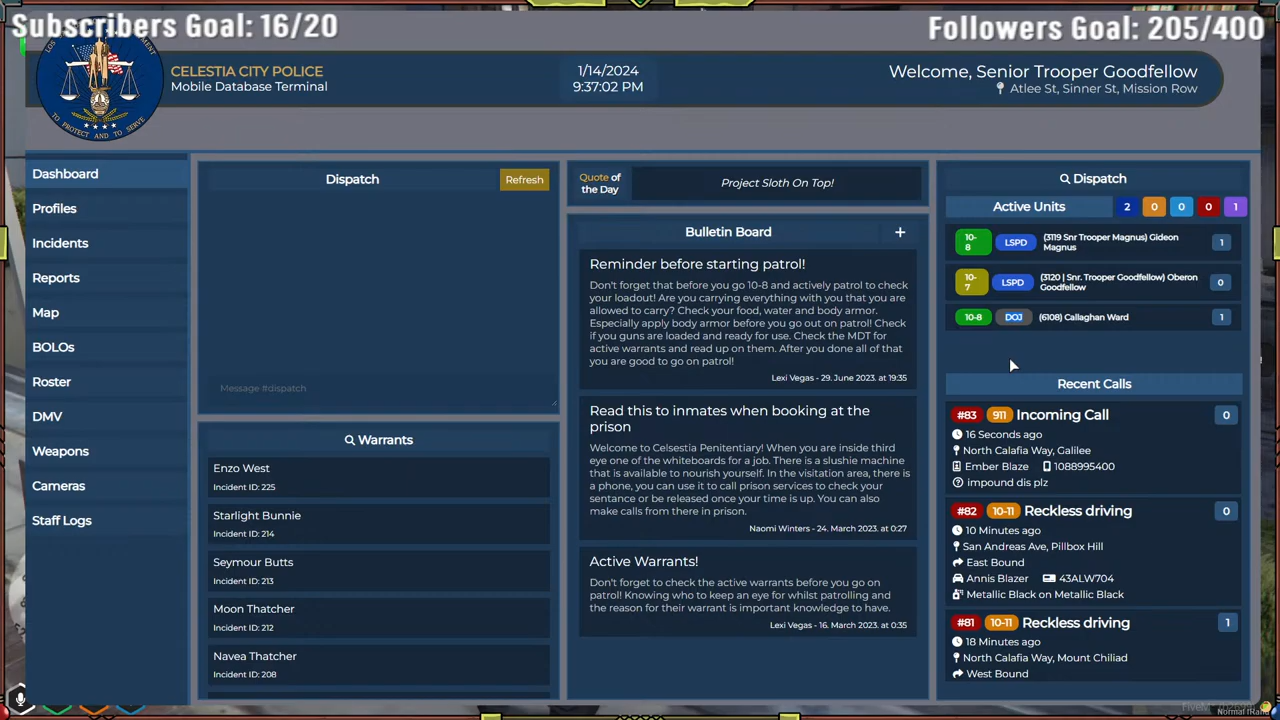 Subscribers Goal: 16/20
Followers Goal: 205/400
CELESTIA CITY POLICE
Mobile Database Terminal
1/14/2024
9:37:02 PM
Welcome, Senior Trooper Goodfellow
Atlee St, Sinner St, Mission Row
TO PROTECT AND TO SERVE
Dashboard
Profiles
Incidents
Reports
Map
BOLOs
Roster
DMV
Weapons
Cameras
Staff Logs
Dispatch
Refresh
Message #dispatch
Warrants
Enzo West
Incident ID: 225
Starlight Bunnie
Incident ID: 214
Seymour Butts
Incident ID: 213
Moon Thatcher
Incident ID: 212
Navea Thatcher
Incident ID: 208
Quote of
the Day
Project Sloth On Top!
Bulletin Board +
Reminder before starting patrol!
Don't forget that before you go 10-8 and actively patrol to check
your loadout! Are you carrying everything with you that you are
allowed to carry? Check your food, water and body armor.
Especially apply body armor before you go out on patrol! Check
if you guns are loaded and ready for use. Check the MDT for
active warrants and read up on them. After you done all of that
you are good to go on patrol!
Lexi Vegas - 29. June 2023. at 19:35
Read this to inmates when booking at the
prison
Welcome to Celsestia Penitentiary! When you are inside third
eye one of the whiteboards for a job. There is a slushie machine
that is available to nourish yourself. In the visitation area, there is
a phone, you can use it to call prison services to check your
sentance or be released once your time is up. You can also
make calls from there in prison.
Naomi Winters - 24. March 2023. at 0:27
Active Warrants!
Don't forget to check the active warrants before you go on
patrol! Knowing who to keep an eye for whilst patrolling and
the reason for their warrant is important knowledge to have.
Lexi Vegas - 16. March 2023. at 0:35
Dispatch
Active Units 2 0 0 0 1
10-
8
LSPD
(3119 Snr Trooper Magnus) Gideon
Magnus
1
10-
7
LSPD
(3120 | Snr. Trooper Goodfellow) Oberon
Goodfellow
0
10-8 DOJ (6108) Callaghan Ward 1
Recent Calls
#83 911 Incoming Call 0
16 Seconds ago
North Calafia Way, Galilee
Ember Blaze 1088995400
impound dis plz
#82 10-11 Reckless driving 0
10 Minutes ago
San Andreas Ave, Pillbox Hill
East Bound
Annis Blazer 43ALW704
Metallic Black on Metallic Black
#81 10-11 Reckless driving 1
18 Minutes ago
North Calafia Way, Mount Chiliad
West Bound